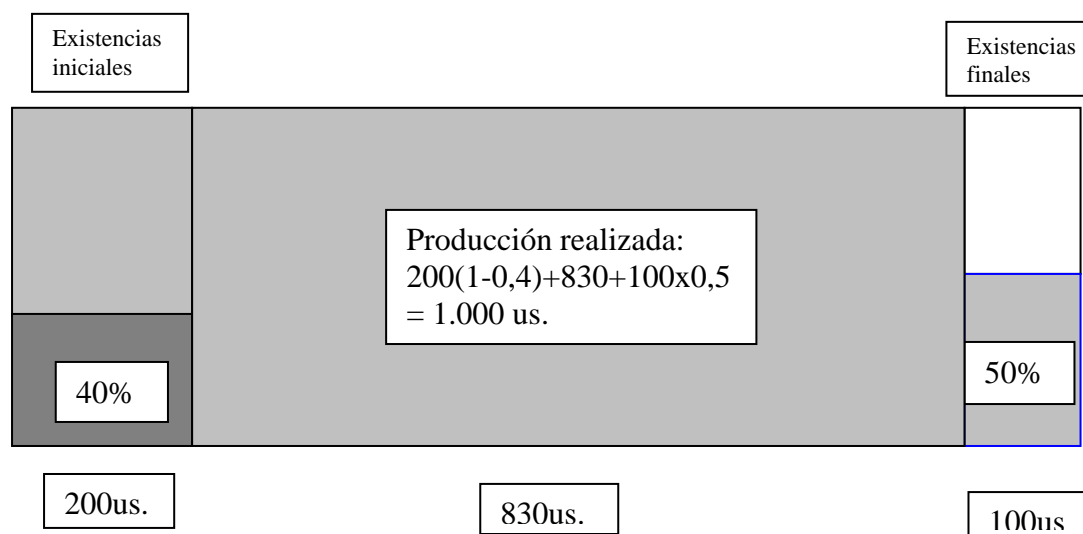 Existencias
iniciales
Existencias
finales
Producción realizada:
200(1-0,4)+830+100x0,5
= 1.000 us.
40%
50%
200us.
830us.
100us